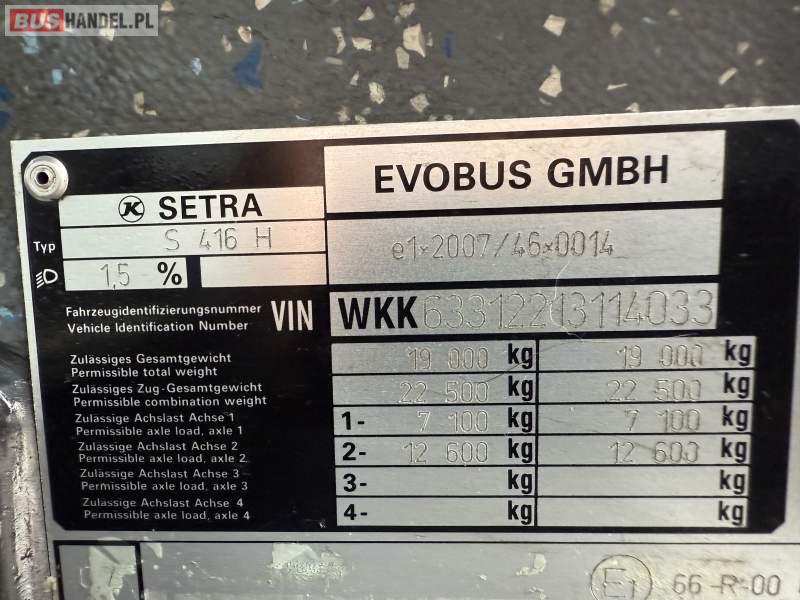 BUSHANDEL.PL
EVOBUS GMBH
K SETRA
Typ S 416 H
e1*2007/46*0014
1,5 %
Fahrzeugidentifizierungsnummer
Vehicle Identification Number
VIN WKK63312213114033
Zulässiges Gesamtgewicht
Permissible total weight
19 000 kg 19 000 kg
Zulässiges Zug-Gesamtgewicht
Permissible combination weight
22 500 kg 22 500 kg
Zulässige Achslast Achse 1
Permissible axle load, axle 1
1- 7 100 kg 7 100 kg
Zulässige Achslast Achse 2
Permissible axle load, axle 2
2- 12 600 kg 12 600 kg
Zulässige Achslast Achse 3
Permissible axle load, axle 3
3- kg kg
Zulässige Achslast Achse 4
Permissible axle load, axle 4
4- kg kg
E1 66-R-00